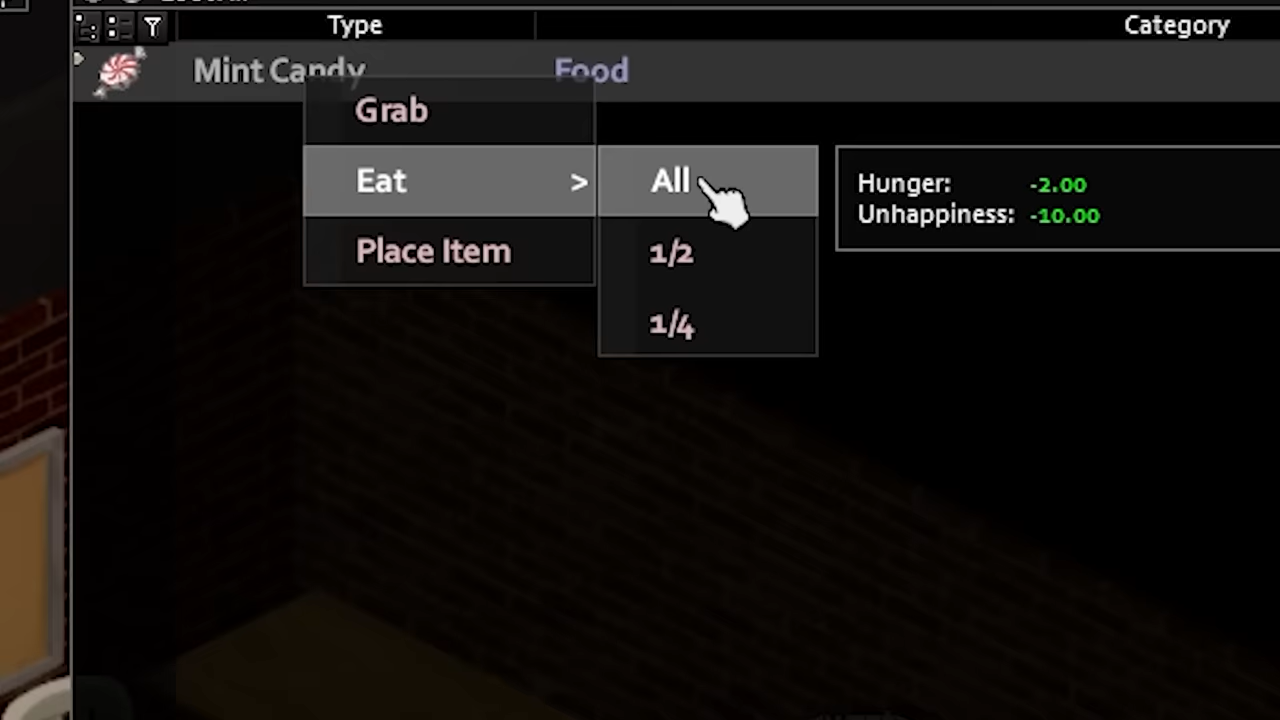 Type Category
Mint Candy Food
Grab
Eat > All
Place Item
1/2
1/4
Hunger: -2.00
Unhappiness: -10.00